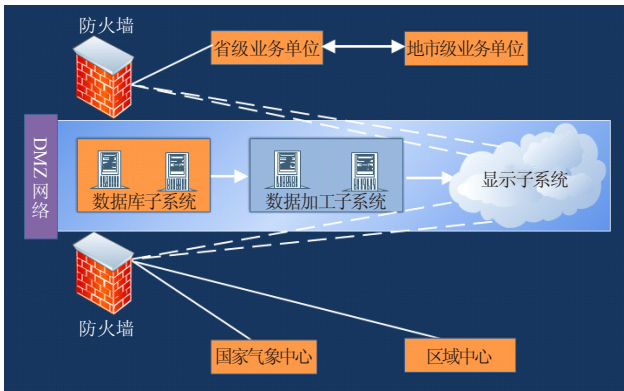 防火墙
省级业务单位
地市级业务单位
DMZ网络
数据库子系统
数据加工子系统
显示子系统
防火墙
国家气象中心
区域中心